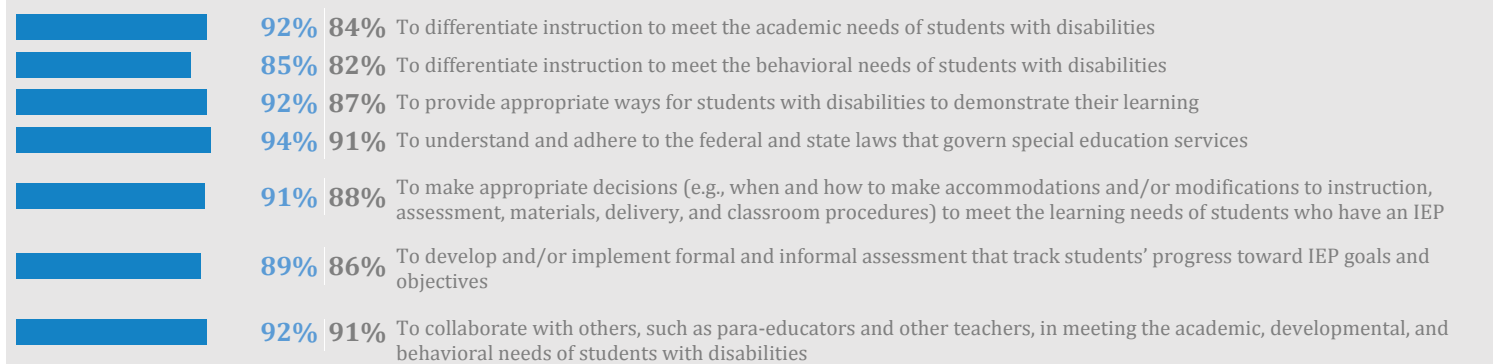 92% 84% To differentiate instruction to meet the academic needs of students with disabilities
85% 82% To differentiate instruction to meet the behavioral needs of students with disabilities
92% 87% To provide appropriate ways for students with disabilities to demonstrate their learning
94% 91% To understand and adhere to the federal and state laws that govern special education services
91% 88% To make appropriate decisions (e.g., when and how to make accommodations and/or modifications to instruction,
assessment, materials, delivery, and classroom procedures) to meet the learning needs of students who have an IEP
89% 86% To develop and/or implement formal and informal assessment that track students’ progress toward IEP goals and
objectives
92% 91% To collaborate with others, such as para-educators and other teachers, in meeting the academic, developmental, and
behavioral needs of students with disabilities